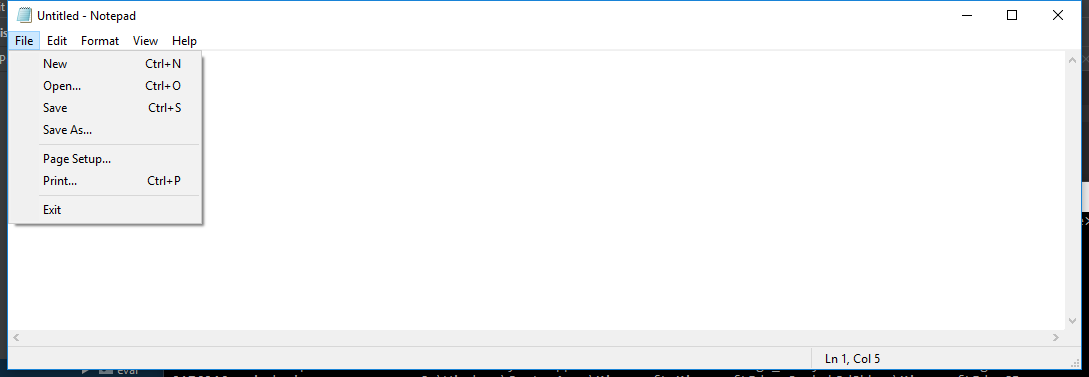 Untitled - Notepad
File Edit Format View Help
New Ctrl+N
Open... Ctrl+O
Save Ctrl+S
Save As...
Page Setup...
Print... Ctrl+P
Exit
Ln 1, Col 5
eval